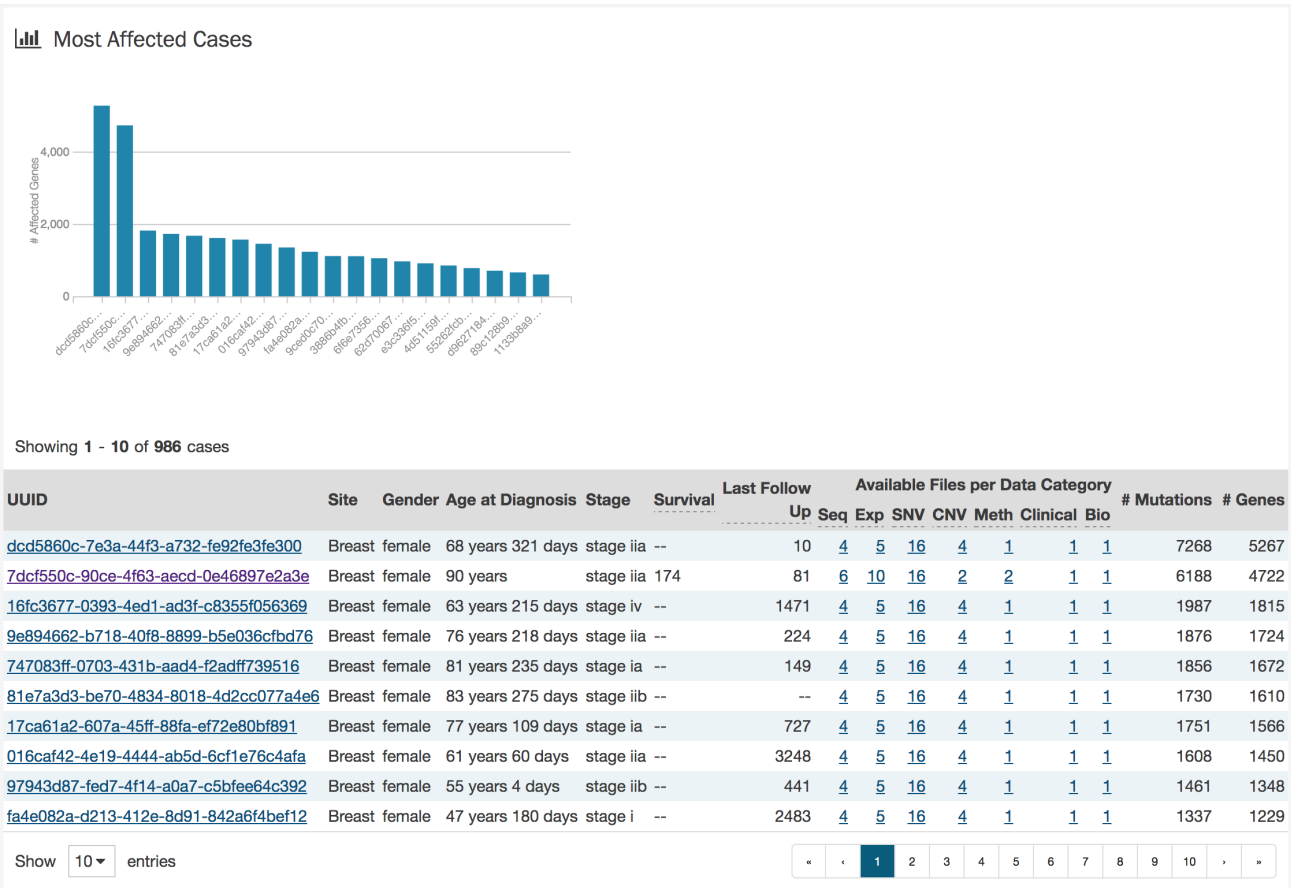 Most Affected Cases
# Affected Genes
4,000
2,000
0
dcd5860c...
7dcf550c...
16fc3677...
9e894662...
747083ff...
81e7a3d3...
17ca61a2...
016caf42...
97943d87...
fa4e082a...
9ced0c70...
3886b4fb...
6f6e7356...
62d70067...
e3c336f5...
4d51159f...
55262fcb...
d9627184...
89c128b9...
1133b8a9...
Showing 1 - 10 of 986 cases
UUID Site Gender Age at Diagnosis Stage Survival Last Follow Up Available Files per Data Category # Mutations # Genes
Seq Exp SNV CNV Meth Clinical Bio
dcd5860c-7e3a-44f3-a732-fe92fe3fe300 Breast female 68 years 321 days stage iia -- 10 4 5 16 4 1 1 1 7268 5267
7dcf550c-90ce-4f63-aecd-0e46897e2a3e Breast female 90 years stage iia 174 81 6 10 16 2 2 1 1 6188 4722
16fc3677-0393-4ed1-ad3f-c8355f056369 Breast female 63 years 215 days stage iv -- 1471 4 5 16 4 1 1 1 1987 1815
9e894662-b718-40f8-8899-b5e036cfbd76 Breast female 76 years 218 days stage iia -- 224 4 5 16 4 1 1 1 1876 1724
747083ff-0703-431b-aad4-f2adff739516 Breast female 81 years 235 days stage ia -- 149 4 5 16 4 1 1 1 1856 1672
81e7a3d3-be70-4834-8018-4d2cc077a4e6 Breast female 83 years 275 days stage iib -- -- 4 5 16 4 1 1 1 1730 1610
17ca61a2-607a-45ff-88fa-ef72e80bf891 Breast female 77 years 109 days stage ia -- 727 4 5 16 4 1 1 1 1751 1566
016caf42-4e19-4444-ab5d-6cf1e76c4afa Breast female 61 years 60 days stage iia -- 3248 4 5 16 4 1 1 1 1608 1450
97943d87-fed7-4f14-a0a7-c5bfee64c392 Breast female 55 years 4 days stage iib -- 441 4 5 16 4 1 1 1 1461 1348
fa4e082a-d213-412e-8d91-842a6f4bef12 Breast female 47 years 180 days stage i -- 2483 4 5 16 4 1 1 1 1337 1229
Show 10 entries « ‹ 1 2 3 4 5 6 7 8 9 10 › »